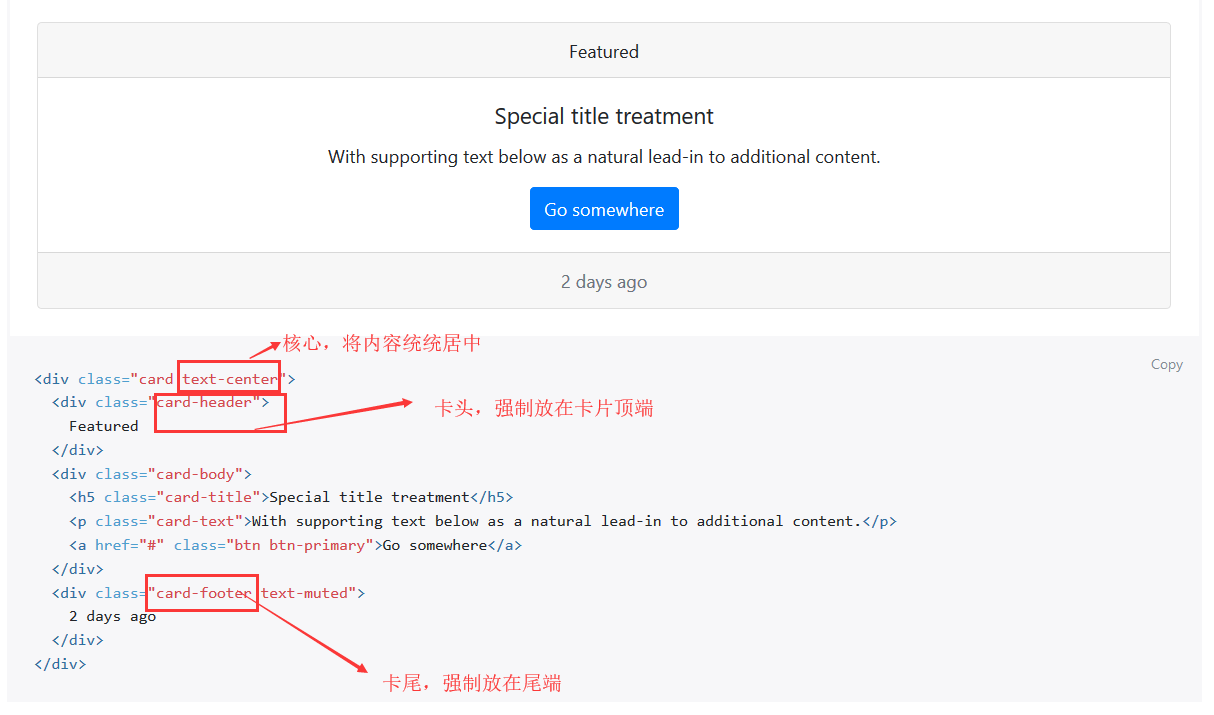 Featured
Special title treatment
With supporting text below as a natural lead-in to additional content.
Go somewhere
2 days ago
核心，将内容统统居中
Copy
<div class="card text-center">
<div class="card-header">
卡头，强制放在卡片顶端
Featured
</div>
<div class="card-body">
<h5 class="card-title">Special title treatment</h5>
<p class="card-text">With supporting text below as a natural lead-in to additional content.</p>
<a href="#" class="btn btn-primary">Go somewhere</a>
</div>
<div class="card-footer text-muted">
2 days ago
</div>
</div>
卡尾，强制放在尾端